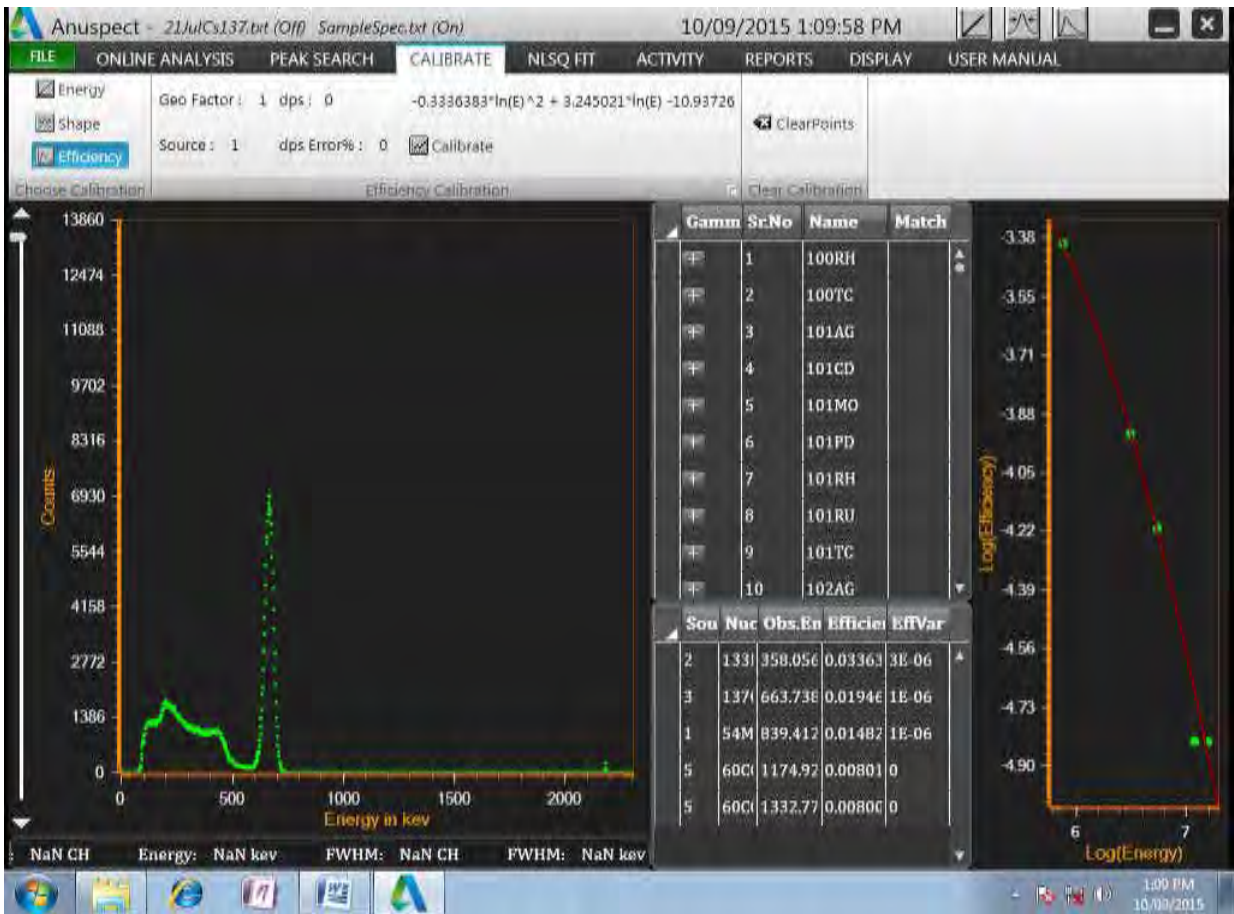 Anuspect - 21JulCs137.txt (Off) SampleSpec.txt (On) 10/09/2015 1:09:58 PM
FILE ONLINE ANALYSIS PEAK SEARCH CALIBRATE NLSQ FIT ACTIVITY REPORTS DISPLAY USER MANUAL
Energy
Shape
Efficiency
Choose Calibration
Geo Factor : 1 dps : 0 -0.3336383*ln(E)^2 + 3.245021*ln(E) -10.93726
Source : 1 dps Error% : 0 Calibrate
Efficiency Calibration
ClearPoints
Clear Calibration
13860
12474
11088
9702
8316
6930
5544
4158
2772
1386
0
Counts
0 500 1000 1500 2000
Energy in kev
: NaN CH Energy: NaN kev FWHM: NaN CH FWHM: NaN kev
Gamm Sr.No Name Match
1 100RH
2 100TC
3 101AG
4 101CD
5 101MO
6 101PD
7 101RH
8 101RU
9 101TC
10 102AG
Sou Nuc Obs.En Efficien EffVar
2 133 358.056 0.03363 3E-06
3 137 663.738 0.01946 1E-06
1 54M 839.412 0.01482 1E-06
5 60C 1174.92 0.00801 0
5 60C 1332.77 0.00800 0
-3.38
-3.55
-3.71
-3.88
-4.05
-4.22
-4.39
-4.56
-4.73
-4.90
Log(Efficiency)
6 7
Log(Energy)
1:09 PM
10/09/2015